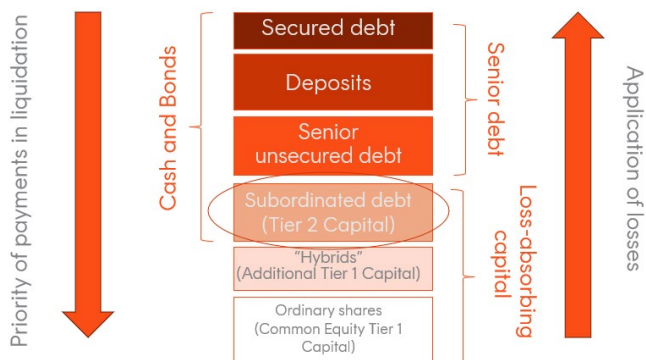 Priority of payments in liquidation
Cash and Bonds
Secured debt
Deposits
Senior
unsecured debt
Subordinated debt
(Tier 2 Capital)
"Hybrids"
(Additional Tier 1 Capital)
Ordinary shares
(Common Equity Tier 1
Capital)
Senior debt
Loss-absorbing
capital
Application of losses